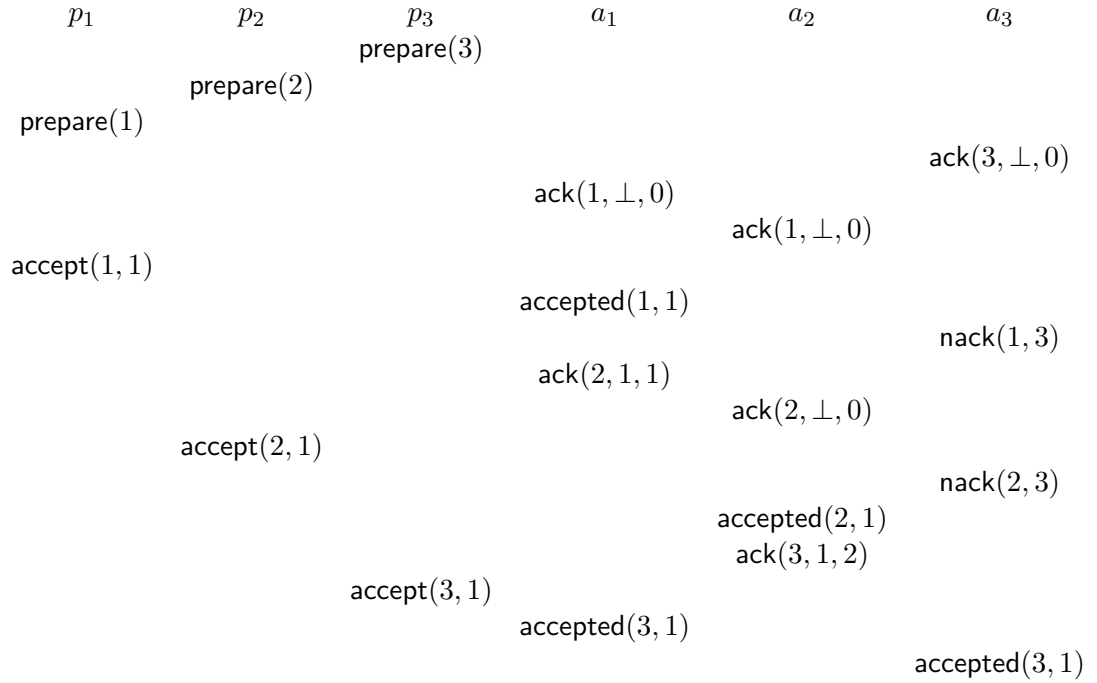 p₁ p₂ p₃ a₁ a₂ a₃
prepare(3)
prepare(2)
prepare(1)
ack(3, ⊥, 0)
ack(1, ⊥, 0)
ack(1, ⊥, 0)
accept(1, 1)
accepted(1, 1)
nack(1, 3)
ack(2, 1, 1)
ack(2, ⊥, 0)
accept(2, 1)
nack(2, 3)
accepted(2, 1)
ack(3, 1, 2)
accept(3, 1)
accepted(3, 1)
accepted(3, 1)